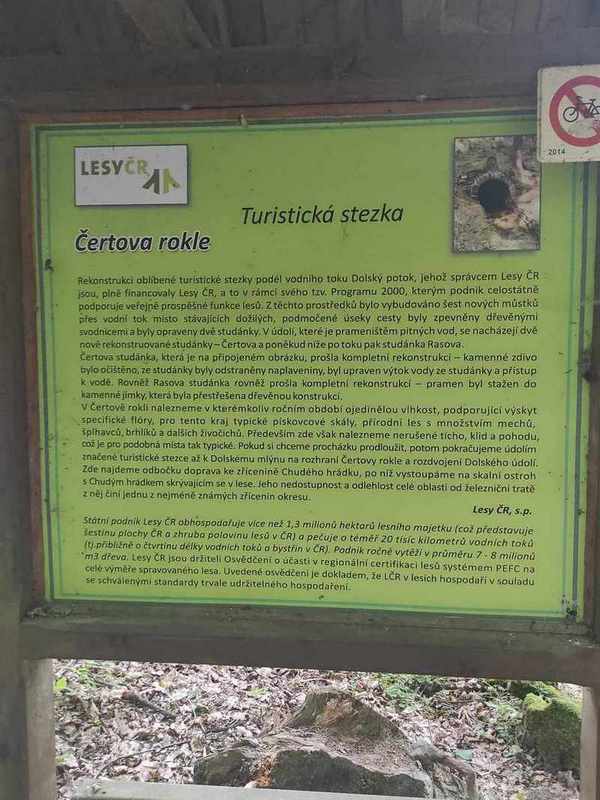 LESY ČR
2014
Turistická stezka
Čertova rokle
Rekonstrukci oblíbené turistické stezky podél vodního toku Dolský potok, jehož správcem Lesy ČR
jsou, plně financovaly Lesy ČR, a to v rámci svého tzv. Programu 2000, kterým podnik celostátně
podporuje veřejně prospěšné funkce lesů. Z těchto prostředků bylo vybudováno šest nových můstků
přes vodní tok místo stávajících dožilých, podmočené úseky cesty byly zpevněny dřevěnými
svodnicemi a byly opraveny dvě studánky. V údolí, které je prameništěm pitných vod, se nacházejí dvě
nově rekonstruované studánky – Čertova a poněkud níže po toku pak studánka Rasova.
Čertova studánka, která je na připojeném obrázku, prošla kompletní rekonstrukcí – kamenné zdivo
bylo očištěno, ze studánky byly odstraněny naplaveniny, byl upraven výtok vody ze studánky a přístup
k vodě. Rovněž Rasova studánka rovněž prošla kompletní rekonstrukcí – pramen byl stažen do
kamenné jímky, která byla přestřešena dřevěnou konstrukcí.
V Čertově rokli nalezneme v kterémkoliv ročním období ojedinělou vlhkost, podporující výskyt
specifické flóry, pro tento kraj typické pískovcové skály, přírodní les s množstvím mechů,
šplhavců, brhlíků a dalších živočichů. Především zde však nalezneme nerušené ticho, klid a pohodu,
což je pro podobná místa tak typické. Pokud si chceme procházku prodloužit, potom pokračujeme údolím
značené turistické stezce až k Dolskému mlýnu na rozhraní Čertovy rokle a rozdvojení Dolského údolí.
Zde najdeme odbočku doprava ke zřícenině Chudého hrádku, po níž vystoupáme na skalní ostroh
s Chudým hrádkem skrývajícím se v lese. Jeho nedostupnost a odlehlost celé oblasti od železniční tratě
z něj činí jednu z nejméně známých zřícenin okresu.
Lesy ČR, s.p.
Státní podnik Lesy ČR obhospodařuje více než 1,3 milionů hektarů lesního majetku (což představuje
šestinu plochy ČR a zhruba polovinu lesů v ČR) a pečuje o téměř 20 tisíc kilometrů vodních toků
(tj.přibližně o čtvrtinu délky vodních toků a bystřin v ČR). Podnik ročně vytěží v průměru 7 - 8 milionů
m3 dřeva. Lesy ČR jsou držiteli Osvědčení o účasti v regionální certifikaci lesů systémem PEFC na
celé výměře spravovaného lesa. Uvedené osvědčení je dokladem, že LČR v lesích hospodaří v souladu
se schválenými standardy trvale udržitelného hospodaření.